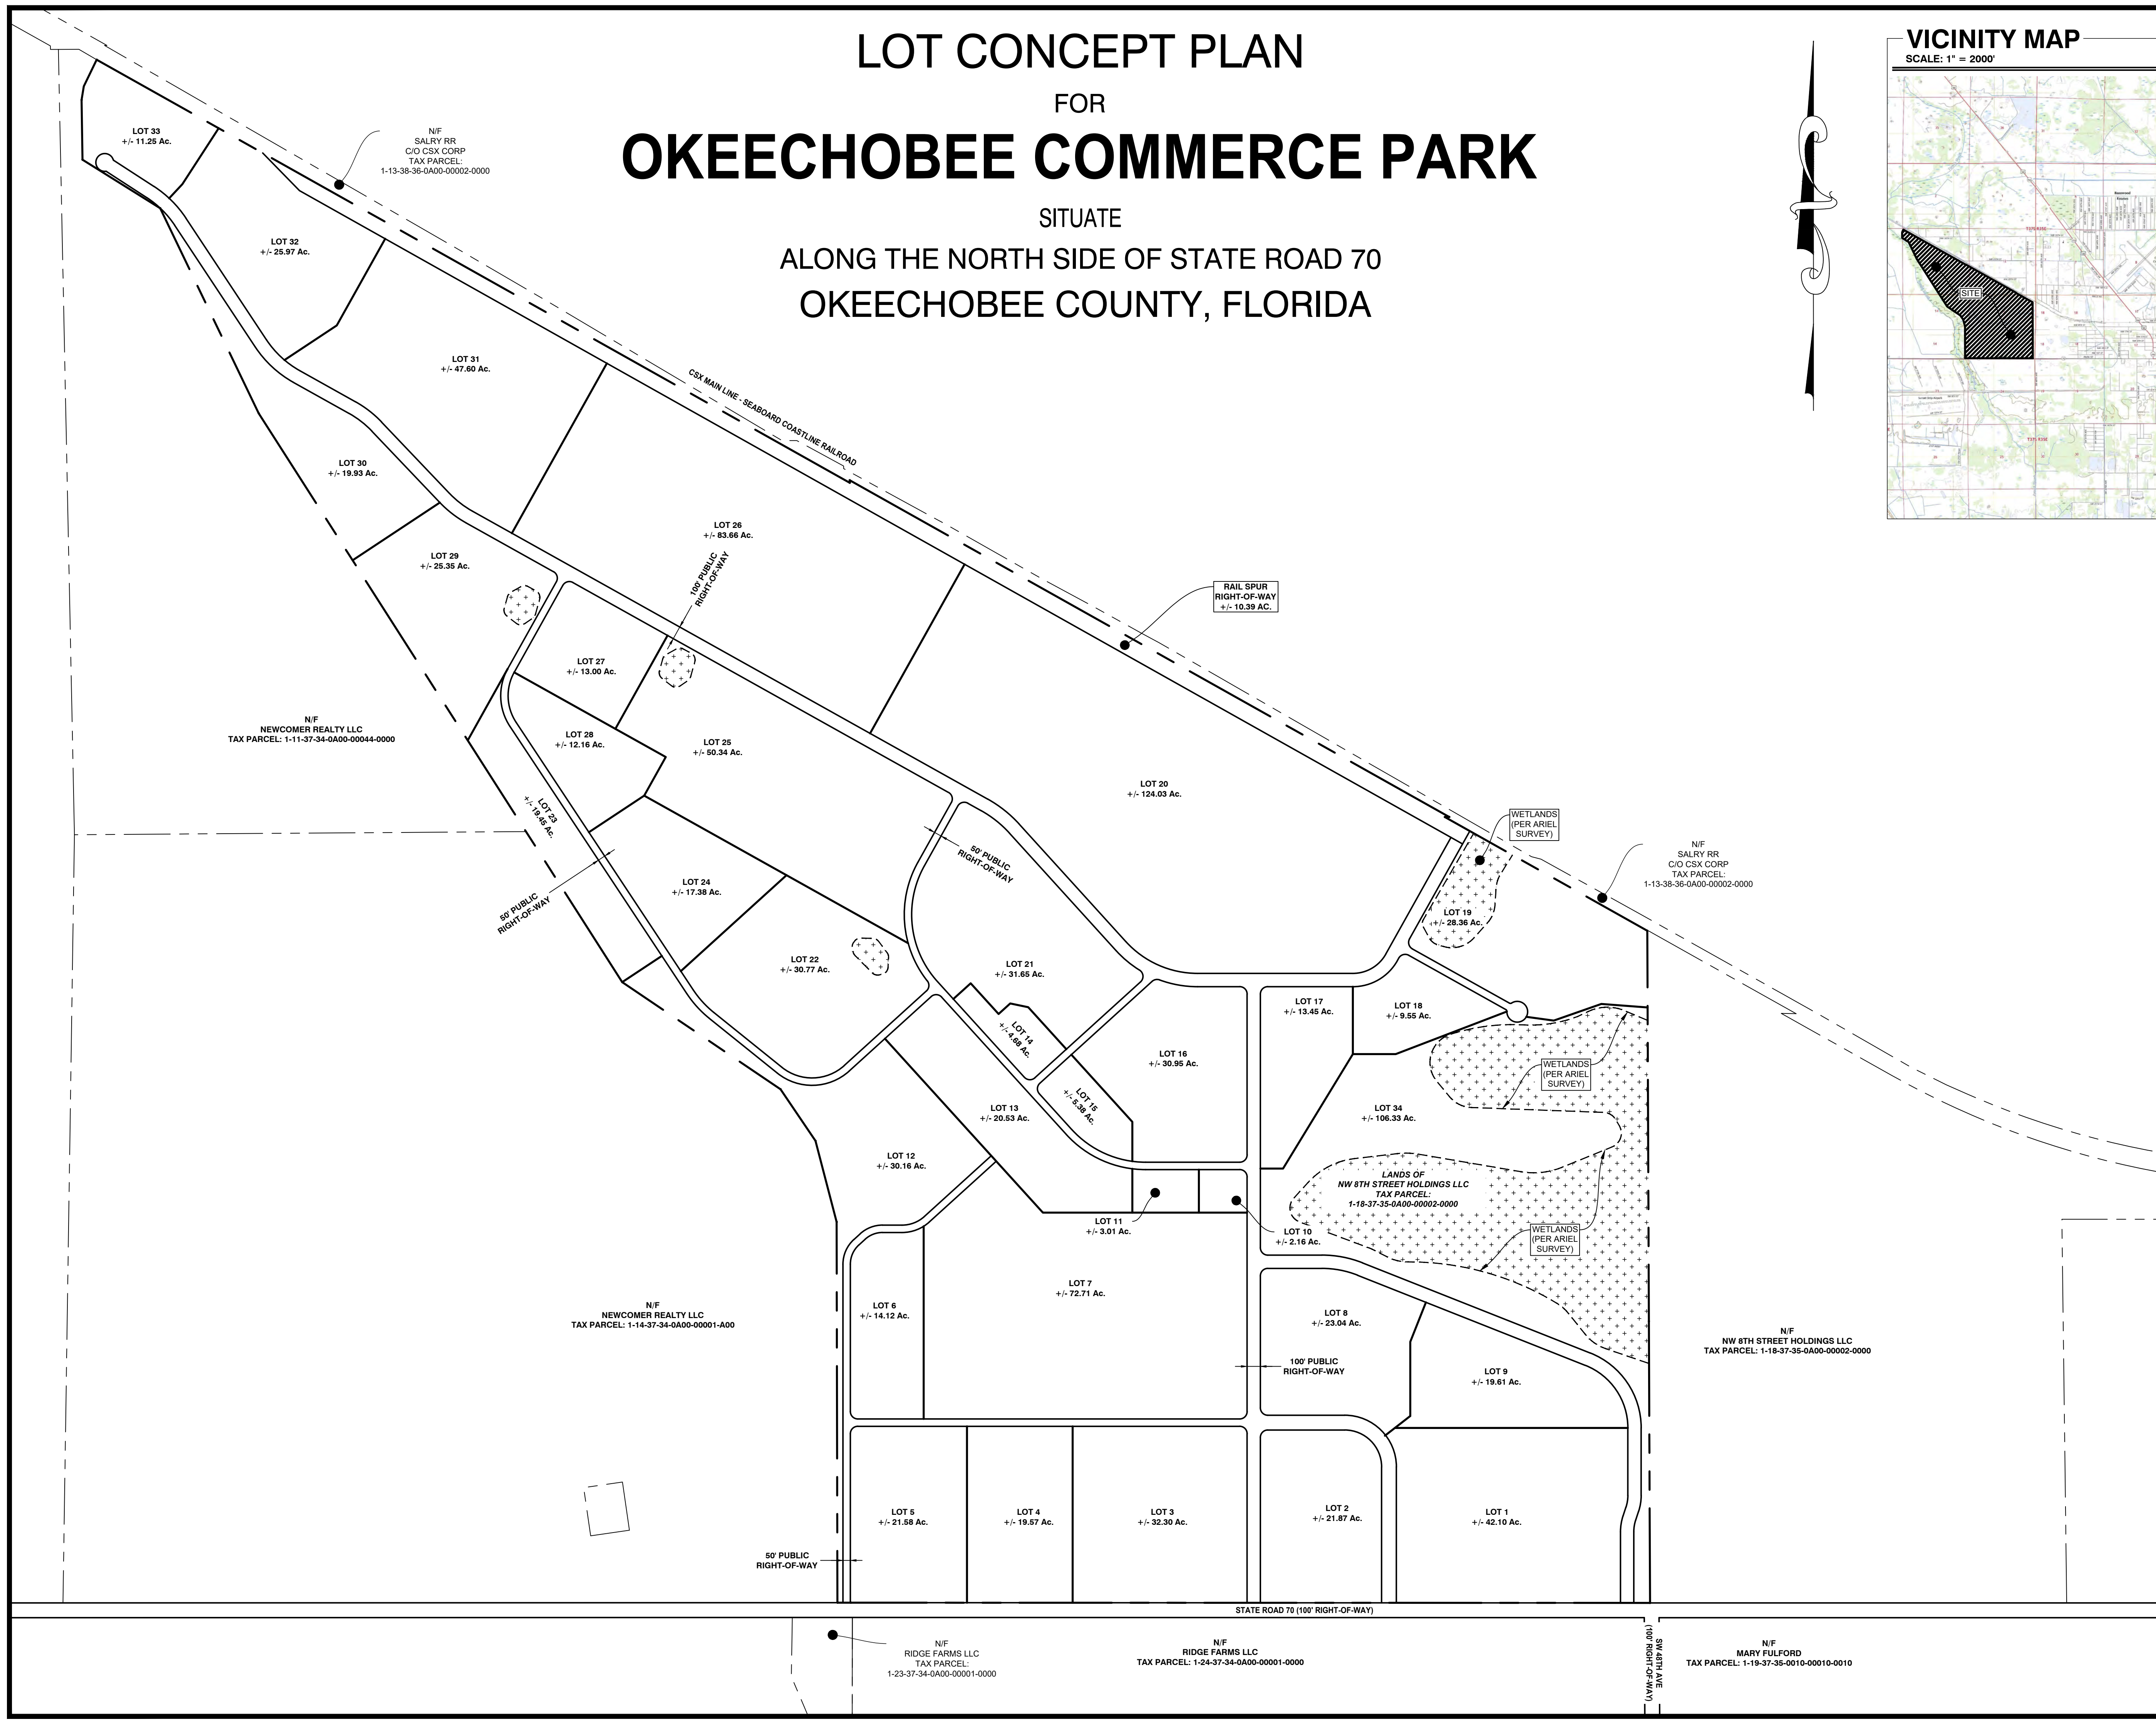 LOT CONCEPT PLAN
FOR
OKEECHOBEE COMMERCE PARK
SITUATE
ALONG THE NORTH SIDE OF STATE ROAD 70
OKEECHOBEE COUNTY, FLORIDA
VICINITY MAP
SCALE: 1" = 2000'
SITE
LOT 33
+/- 11.25 Ac.
N/F
SALRY RR
C/O CSX CORP
TAX PARCEL:
1-13-38-36-0A00-00002-0000
LOT 32
+/- 25.97 Ac.
LOT 31
+/- 47.60 Ac.
CSX MAIN LINE - SEABOARD COASTLINE RAILROAD
LOT 30
+/- 19.93 Ac.
LOT 26
+/- 83.66 Ac.
LOT 29
+/- 25.35 Ac.
100' PUBLIC
RIGHT-OF-WAY
RAIL SPUR
RIGHT-OF-WAY
+/- 10.39 AC.
LOT 27
+/- 13.00 Ac.
N/F
NEWCOMER REALTY LLC
TAX PARCEL: 1-11-37-34-0A00-00044-0000
LOT 28
+/- 12.16 Ac.
LOT 25
+/- 50.34 Ac.
LOT 20
+/- 124.03 Ac.
LOT 23
+/- 19.45 Ac.
WETLANDS
(PER ARIEL
SURVEY)
N/F
SALRY RR
C/O CSX CORP
TAX PARCEL:
1-13-38-36-0A00-00002-0000
50' PUBLIC
RIGHT-OF-WAY
LOT 24
+/- 17.38 Ac.
50' PUBLIC
RIGHT-OF-WAY
LOT 19
+/- 28.36 Ac.
LOT 22
+/- 30.77 Ac.
LOT 21
+/- 31.65 Ac.
LOT 17
+/- 13.45 Ac.
LOT 18
+/- 9.55 Ac.
LOT 14
+/- 4.68 Ac.
LOT 16
+/- 30.95 Ac.
WETLANDS
(PER ARIEL
SURVEY)
LOT 15
+/- 5.38 Ac.
LOT 13
+/- 20.53 Ac.
LOT 34
+/- 106.33 Ac.
LOT 12
+/- 30.16 Ac.
LANDS OF
NW 8TH STREET HOLDINGS LLC
TAX PARCEL:
1-18-37-35-0A00-00002-0000
LOT 11
+/- 3.01 Ac.
LOT 10
+/- 2.16 Ac.
WETLANDS
(PER ARIEL
SURVEY)
LOT 7
+/- 72.71 Ac.
N/F
NEWCOMER REALTY LLC
TAX PARCEL: 1-14-37-34-0A00-00001-A00
LOT 6
+/- 14.12 Ac.
LOT 8
+/- 23.04 Ac.
N/F
NW 8TH STREET HOLDINGS LLC
TAX PARCEL: 1-18-37-35-0A00-00002-0000
100' PUBLIC
RIGHT-OF-WAY
LOT 9
+/- 19.61 Ac.
LOT 5
+/- 21.58 Ac.
LOT 4
+/- 19.57 Ac.
LOT 3
+/- 32.30 Ac.
LOT 2
+/- 21.87 Ac.
LOT 1
+/- 42.10 Ac.
50' PUBLIC
RIGHT-OF-WAY
STATE ROAD 70 (100' RIGHT-OF-WAY)
N/F
RIDGE FARMS LLC
TAX PARCEL:
1-23-37-34-0A00-00001-0000
N/F
RIDGE FARMS LLC
TAX PARCEL: 1-24-37-34-0A00-00001-0000
SW 48TH AVE
(100' RIGHT-OF-WAY)
N/F
MARY FULFORD
TAX PARCEL: 1-19-37-35-0010-00010-0010